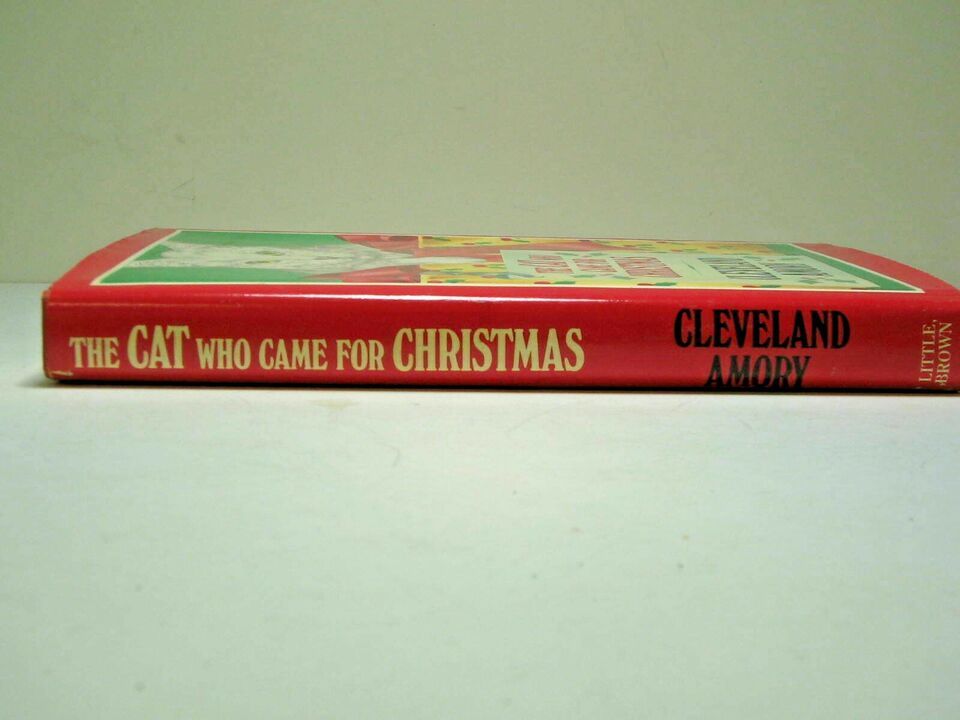 THE CAT WHO CAME FOR CHRISTMAS
CLEVELAND
AMORY
LITTLE,
BROWN